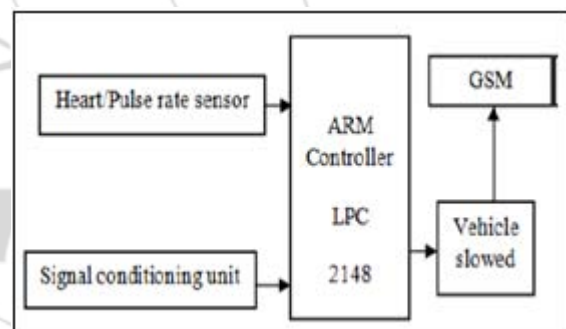 Heart/Pulse rate sensor
Signal conditioning unit
ARM
Controller
LPC
2148
GSM
Vehicle
slowed